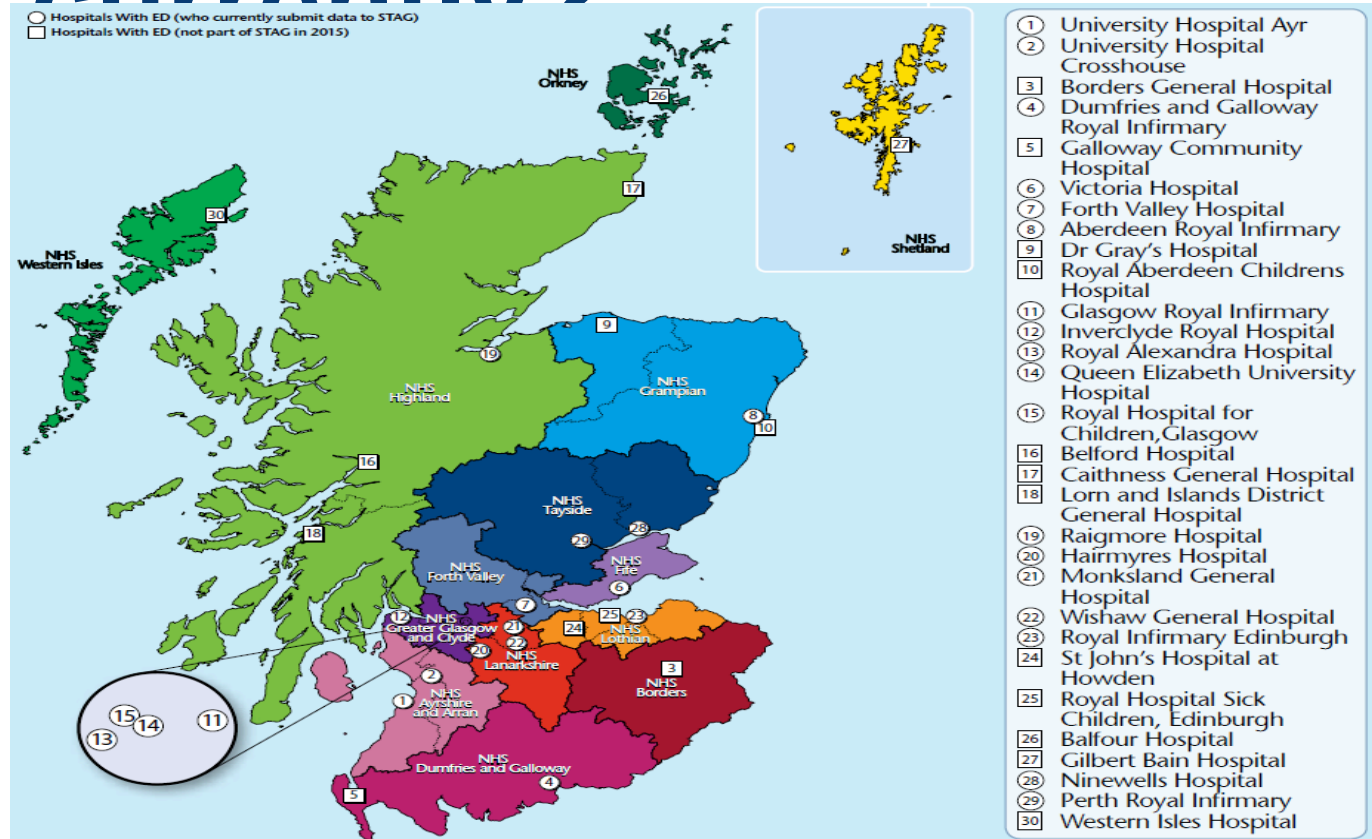 Hospitals With ED (who currently submit data to STAG)
Hospitals With ED (not part of STAG in 2015)
NHS
Orkney
26
27
NHS
Shetland
17
30
NHS
Western Isles
9
19
NHS
Highland
NHS
Grampian
8
10
16
NHS
Tayside
28
29
18
NHS
Forth Valley
NHS
Fife
6
7
12
NHS
Greater Glasgow
and Clyde
21
22
20
NHS
Lanarkshire
25
23
24
NHS
Lothian
3
NHS
Borders
2
1
NHS
Ayrshire
and Arran
15
14
11
13
NHS
Dumfries and Galloway
4
5
1 University Hospital Ayr
2 University Hospital
Crosshouse
3 Borders General Hospital
4 Dumfries and Galloway
Royal Infirmary
5 Galloway Community
Hospital
6 Victoria Hospital
7 Forth Valley Hospital
8 Aberdeen Royal Infirmary
9 Dr Gray's Hospital
10 Royal Aberdeen Childrens
Hospital
11 Glasgow Royal Infirmary
12 Inverclyde Royal Hospital
13 Royal Alexandra Hospital
14 Queen Elizabeth University
Hospital
15 Royal Hospital for
Children,Glasgow
16 Belford Hospital
17 Caithness General Hospital
18 Lorn and Islands District
General Hospital
19 Raigmore Hospital
20 Hairmyres Hospital
21 Monksland General
Hospital
22 Wishaw General Hospital
23 Royal Infirmary Edinburgh
24 St John's Hospital at
Howden
25 Royal Hospital Sick
Children, Edinburgh
26 Balfour Hospital
27 Gilbert Bain Hospital
28 Ninewells Hospital
29 Perth Royal Infirmary
30 Western Isles Hospital